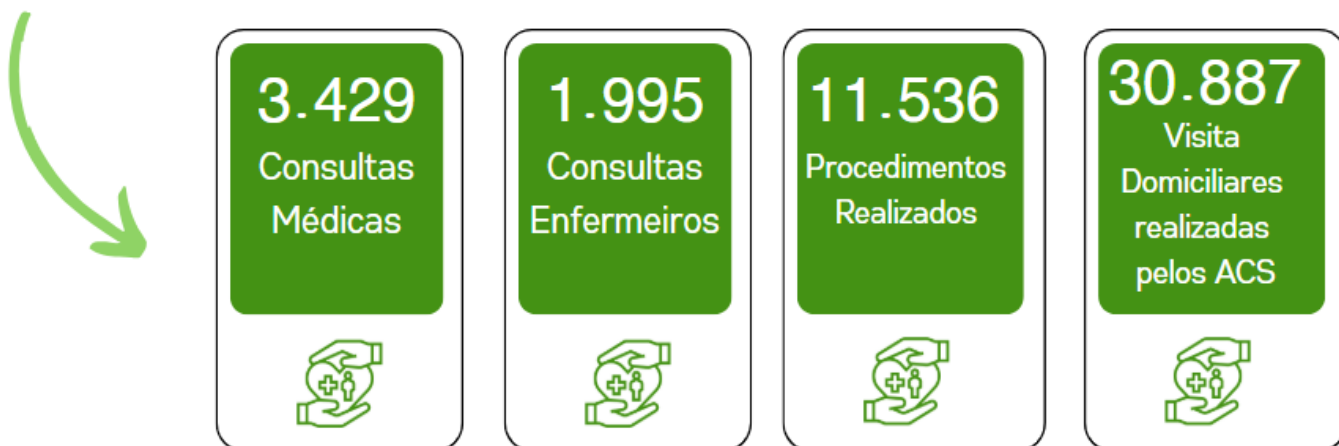 3.429
Consultas
Médicas
1.995
Consultas
Enfermeiros
11.536
Procedimentos
Realizados
30.887
Visita
Domiciliares
realizadas
pelos ACS